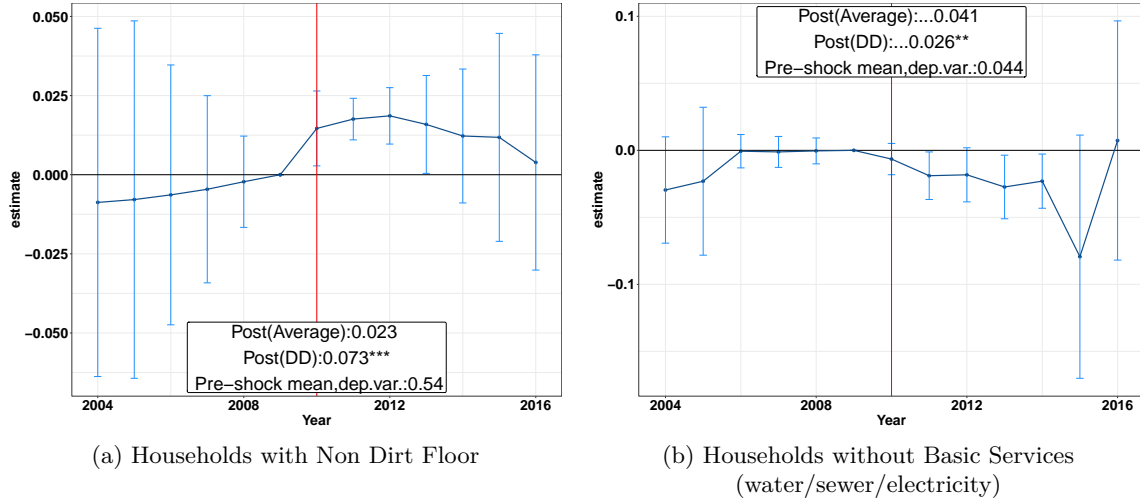 0.050
0.025
0.000
−0.025
−0.050
estimate
Post(Average):0.023
Post(DD):0.073***
Pre−shock mean,dep.var.:0.54
2004
2008
2012
2016
Year
(a) Households with Non Dirt Floor
0.1
0.0
−0.1
estimate
Post(Average):...0.041
Post(DD):...0.026**
Pre−shock mean,dep.var.:0.044
2004
2008
2012
2016
Year
(b) Households without Basic Services
(water/sewer/electricity)